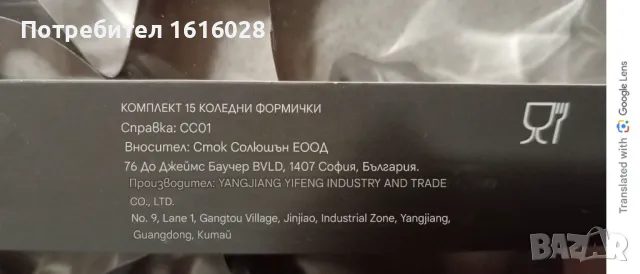 Потребител 1616028
КОМПЛЕКТ 15 КОЛЕДНИ ФОРМИЧКИ
Справка: CC01
Вносител: Сток Солюшън ЕООД
76 До Джеймс Баучер BVLD, 1407 София, България.
Производител: YANGJIANG YIFENG INDUSTRY AND TRADE
CO., LTD.
No. 9, Lane 1, Gangtou Village, Jinjiao, Industrial Zone, Yangjiang,
Guangdong, Китай
Translated with Google Lens
BAZAR.bg